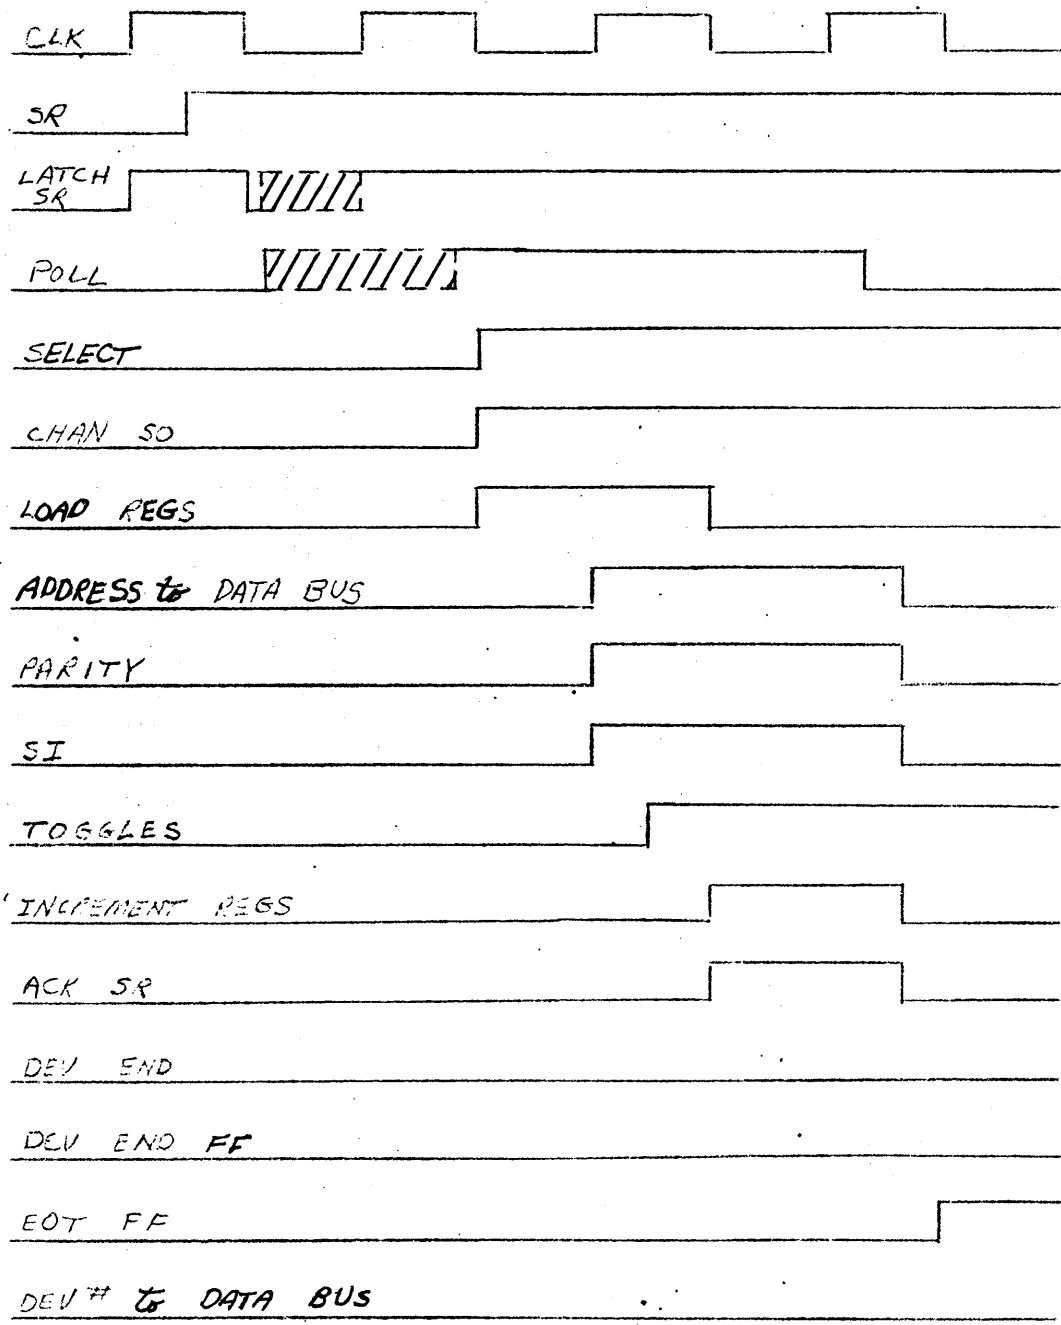 CLK
SR
LATCH
SR
POLL
SELECT
CHAN SO
LOAD REGS
ADDRESS to DATA BUS
PARITY
SI
TOGGLES
INCREMENT REGS
ACK SR
DEV END
DEV END FF
EOT FF
DEV # to DATA BUS